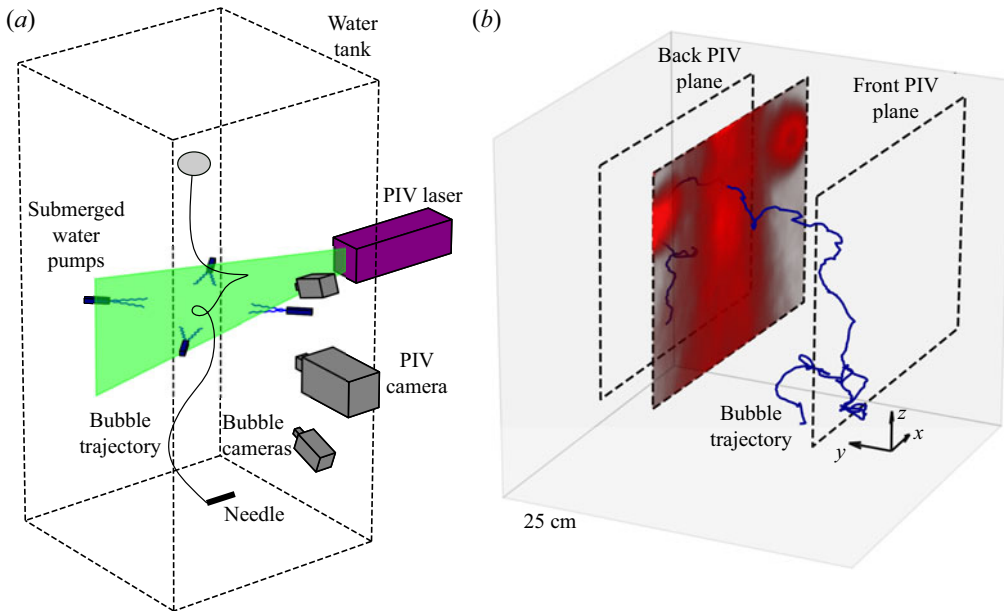 (a)
Water
tank
PIV laser
Submerged
water
pumps
PIV
camera
Bubble
trajectory
Bubble
cameras
Needle
(b)
Back PIV
plane
Front PIV
plane
Bubble
trajectory
z
x
y
25 cm